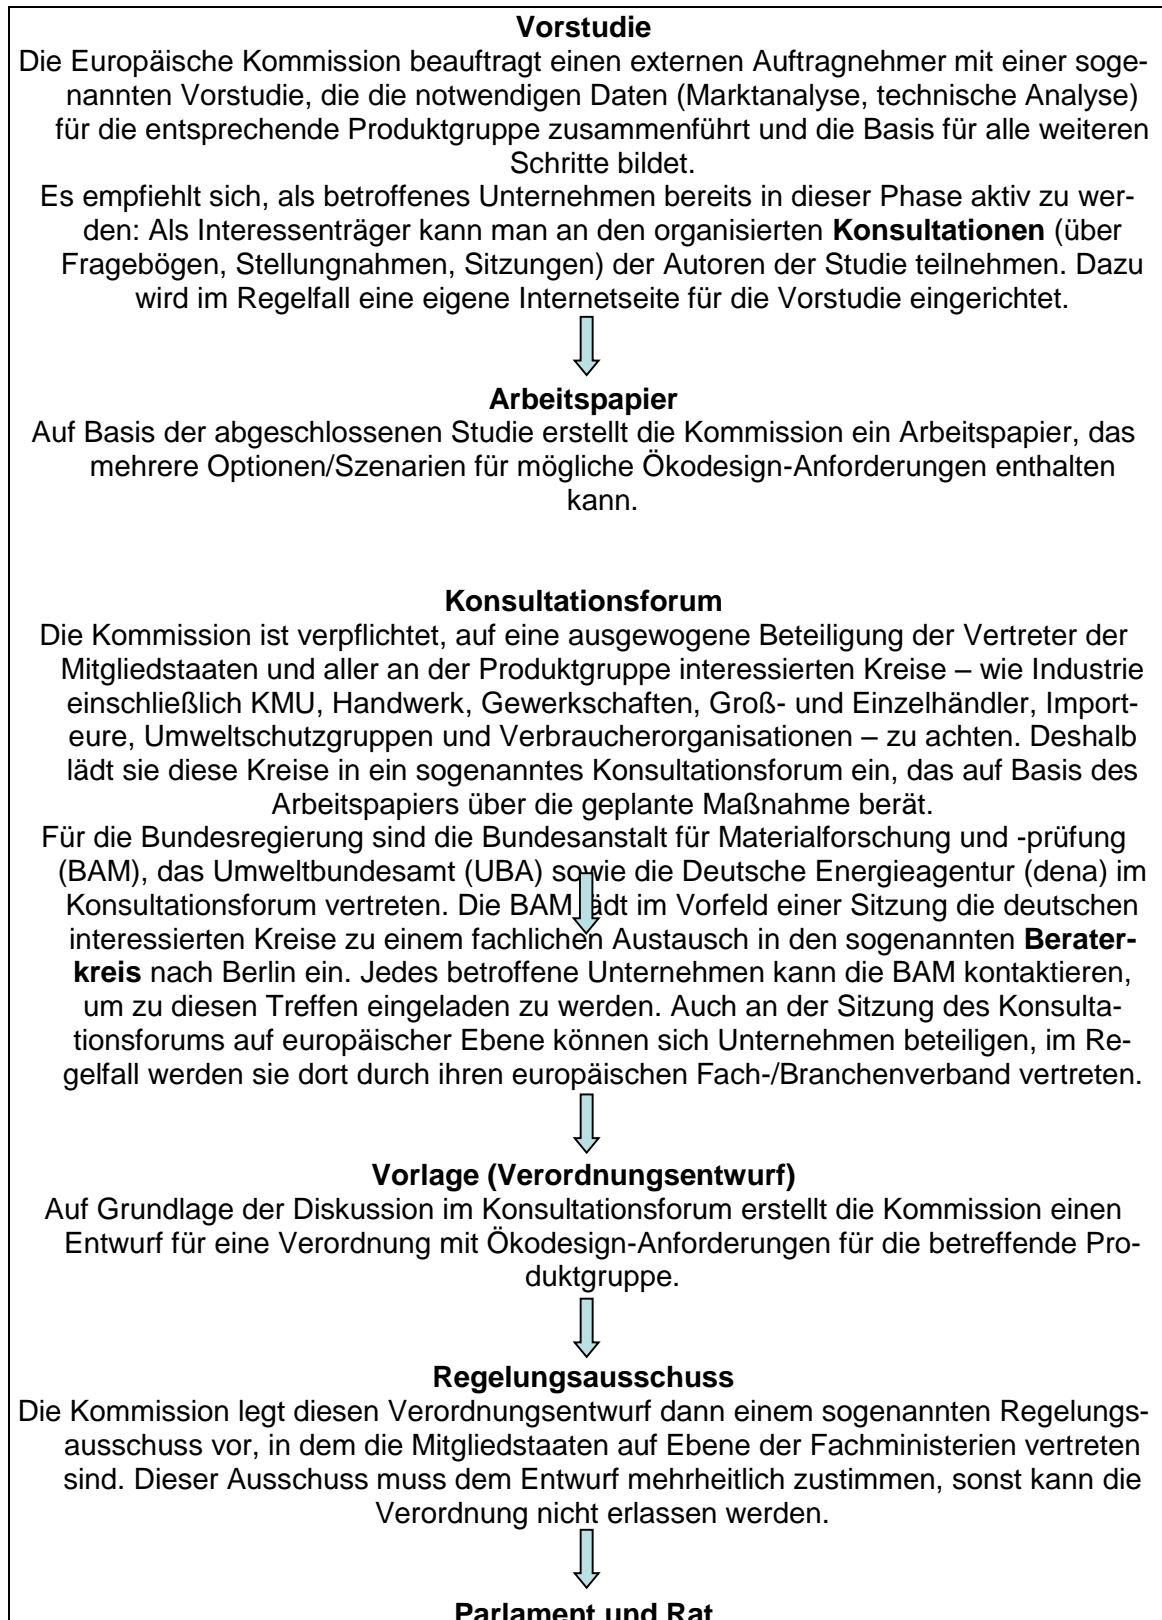 Vorstudie
Die Europäische Kommission beauftragt einen externen Auftragnehmer mit einer soge-
nannten Vorstudie, die die notwendigen Daten (Marktanalyse, technische Analyse)
für die entsprechende Produktgruppe zusammenführt und die Basis für alle weiteren
Schritte bildet.
Es empfiehlt sich, als betroffenes Unternehmen bereits in dieser Phase aktiv zu wer-
den: Als Interessenträger kann man an den organisierten Konsultationen (über
Fragebögen, Stellungnahmen, Sitzungen) der Autoren der Studie teilnehmen. Dazu
wird im Regelfall eine eigene Internetseite für die Vorstudie eingerichtet.
Arbeitspapier
Auf Basis der abgeschlossenen Studie erstellt die Kommission ein Arbeitspapier, das
mehrere Optionen/Szenarien für mögliche Ökodesign-Anforderungen enthalten
kann.
Konsultationsforum
Die Kommission ist verpflichtet, auf eine ausgewogene Beteiligung der Vertreter der
Mitgliedstaaten und aller an der Produktgruppe interessierten Kreise – wie Industrie
einschließlich KMU, Handwerk, Gewerkschaften, Groß- und Einzelhändler, Import-
eure, Umweltschutzgruppen und Verbraucherorganisationen – zu achten. Deshalb
lädt sie diese Kreise in ein sogenanntes Konsultationsforum ein, das auf Basis des
Arbeitspapiers über die geplante Maßnahme berät.
Für die Bundesregierung sind die Bundesanstalt für Materialforschung und -prüfung
(BAM), das Umweltbundesamt (UBA) sowie die Deutsche Energieagentur (dena) im
Konsultationsforum vertreten. Die BAM lädt im Vorfeld einer Sitzung die deutschen
interessierten Kreise zu einem fachlichen Austausch in den sogenannten Berater-
kreis nach Berlin ein. Jedes betroffene Unternehmen kann die BAM kontaktieren,
um zu diesen Treffen eingeladen zu werden. Auch an der Sitzung des Konsulta-
tionsforums auf europäischer Ebene können sich Unternehmen beteiligen, im Re-
gelfall werden sie dort durch ihren europäischen Fach-/Branchenverband vertreten.
Vorlage (Verordnungsentwurf)
Auf Grundlage der Diskussion im Konsultationsforum erstellt die Kommission einen
Entwurf für eine Verordnung mit Ökodesign-Anforderungen für die betreffende Pro-
duktgruppe.
Regelungsausschuss
Die Kommission legt diesen Verordnungsentwurf dann einem sogenannten Regelungs-
ausschuss vor, in dem die Mitgliedstaaten auf Ebene der Fachministerien vertreten
sind. Dieser Ausschuss muss dem Entwurf mehrheitlich zustimmen, sonst kann die
Verordnung nicht erlassen werden.
Parlament und Rat